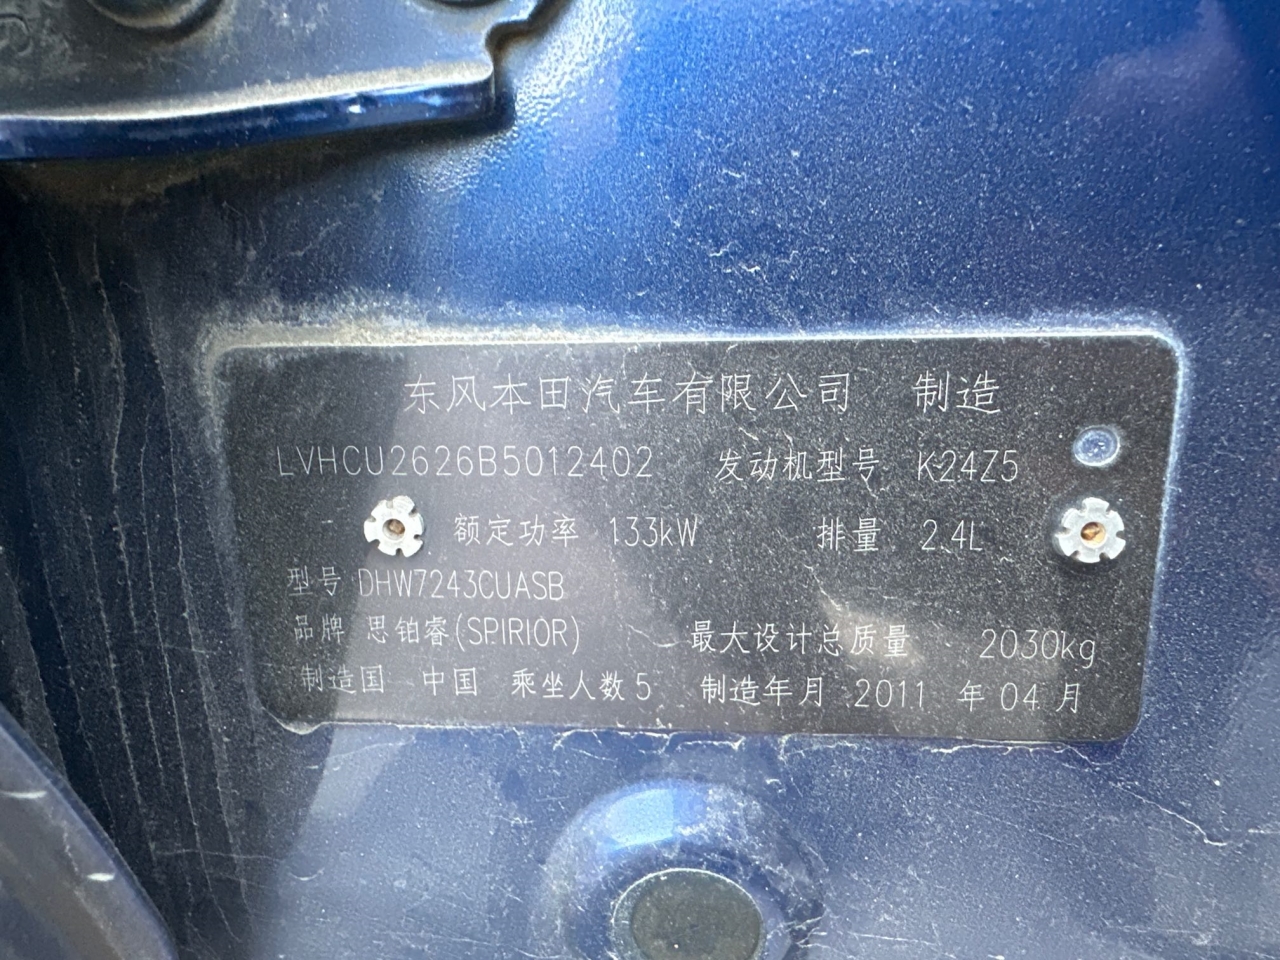 东风本田汽车有限公司 制造
LVHCU2626B5012402 发动机型号 K24Z5
额定功率 133kW 排量 2.4L
型号 DHW7243CUASB
品牌 思铂睿(SPIRIOR) 最大设计总质量 2030kg
制造国 中国 乘坐人数 5 制造年月 2011 年 04 月